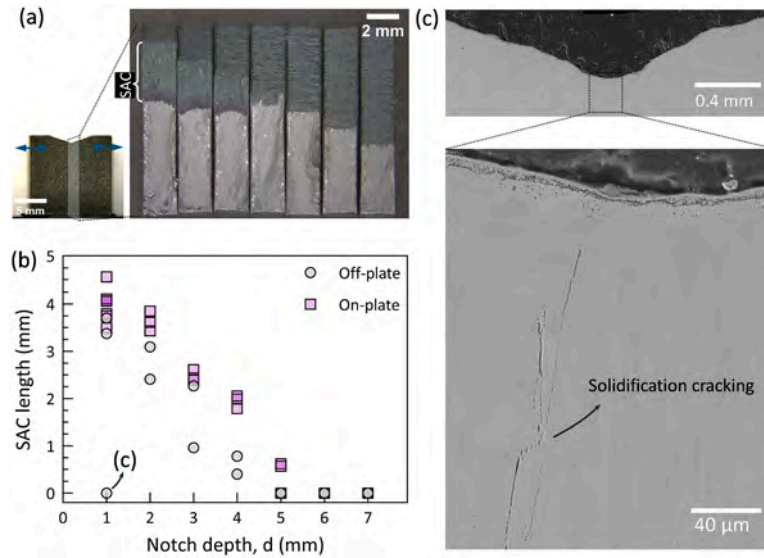 (a)
2 mm
SAC
5 mm
(b)
SAC length (mm)
5
4
3
2
1
0
Off-plate
On-plate
(c)
0 1 2 3 4 5 6 7
Notch depth, d (mm)
(c)
0.4 mm
Solidification cracking
40 μm